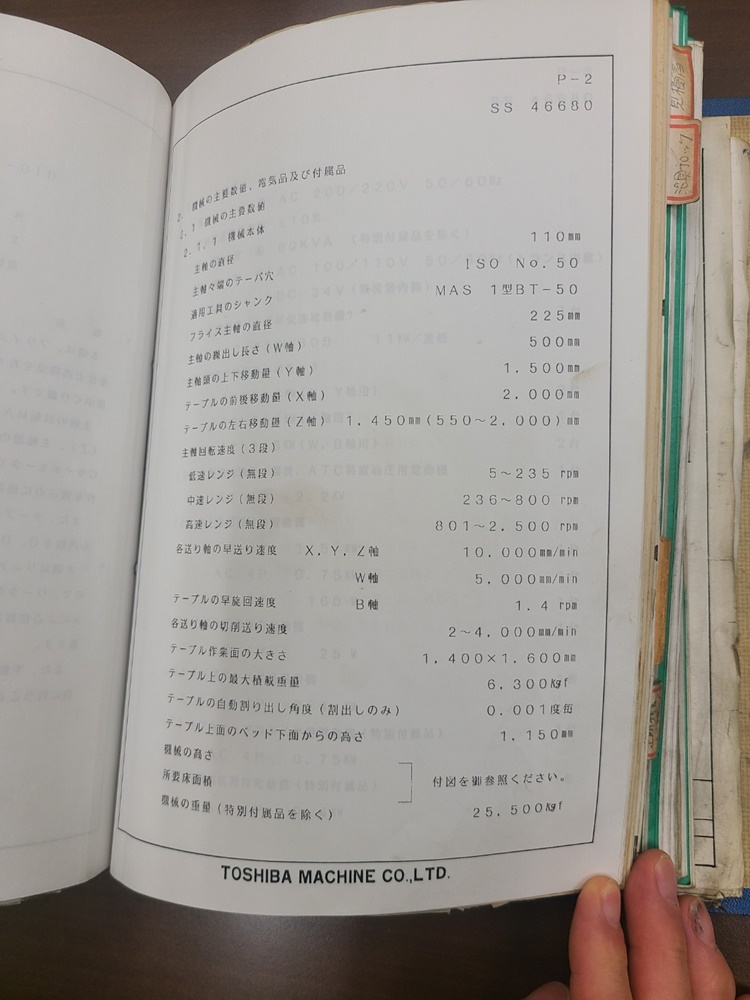 P-2
SS 46680
2. 機械の主要数値、電気品及び付属品
2.1 機械の主要数値
2.1.1 機械本体
主軸の直径 110mm
主軸々端のテーパ穴 ISO No.50
適用工具のシャンク MAS 1型BT-50
フライス主軸の直径 225mm
主軸の繰出し長さ(W軸) 500mm
主軸頭の上下移動量(Y軸) 1,500mm
テーブルの前後移動量(X軸) 2,000mm
テーブルの左右移動量(Z軸) 1,450mm(550~2,000)mm
主軸回転速度(3段)
低速レンジ(無段) 5~235 rpm
中速レンジ(無段) 236~800 rpm
高速レンジ(無段) 801~2,500 rpm
各送り軸の早送り速度 X,Y,Z軸 10,000mm/min
W軸 5,000mm/min
テーブルの早旋回速度 B軸 1.4 rpm
各送り軸の切削送り速度 2~4,000mm/min
テーブル作業面の大きさ 1,400×1,600mm
テーブル上の最大積載重量 6,300kgf
テーブルの自動割り出し角度(割出しのみ) 0.001度毎
テーブル上面のベッド下面からの高さ 1,150mm
機械の高さ
所要床面積 付図を御参照ください。
機械の重量(特別付属品を除く) 25,500kgf
TOSHIBA MACHINE CO.,LTD.